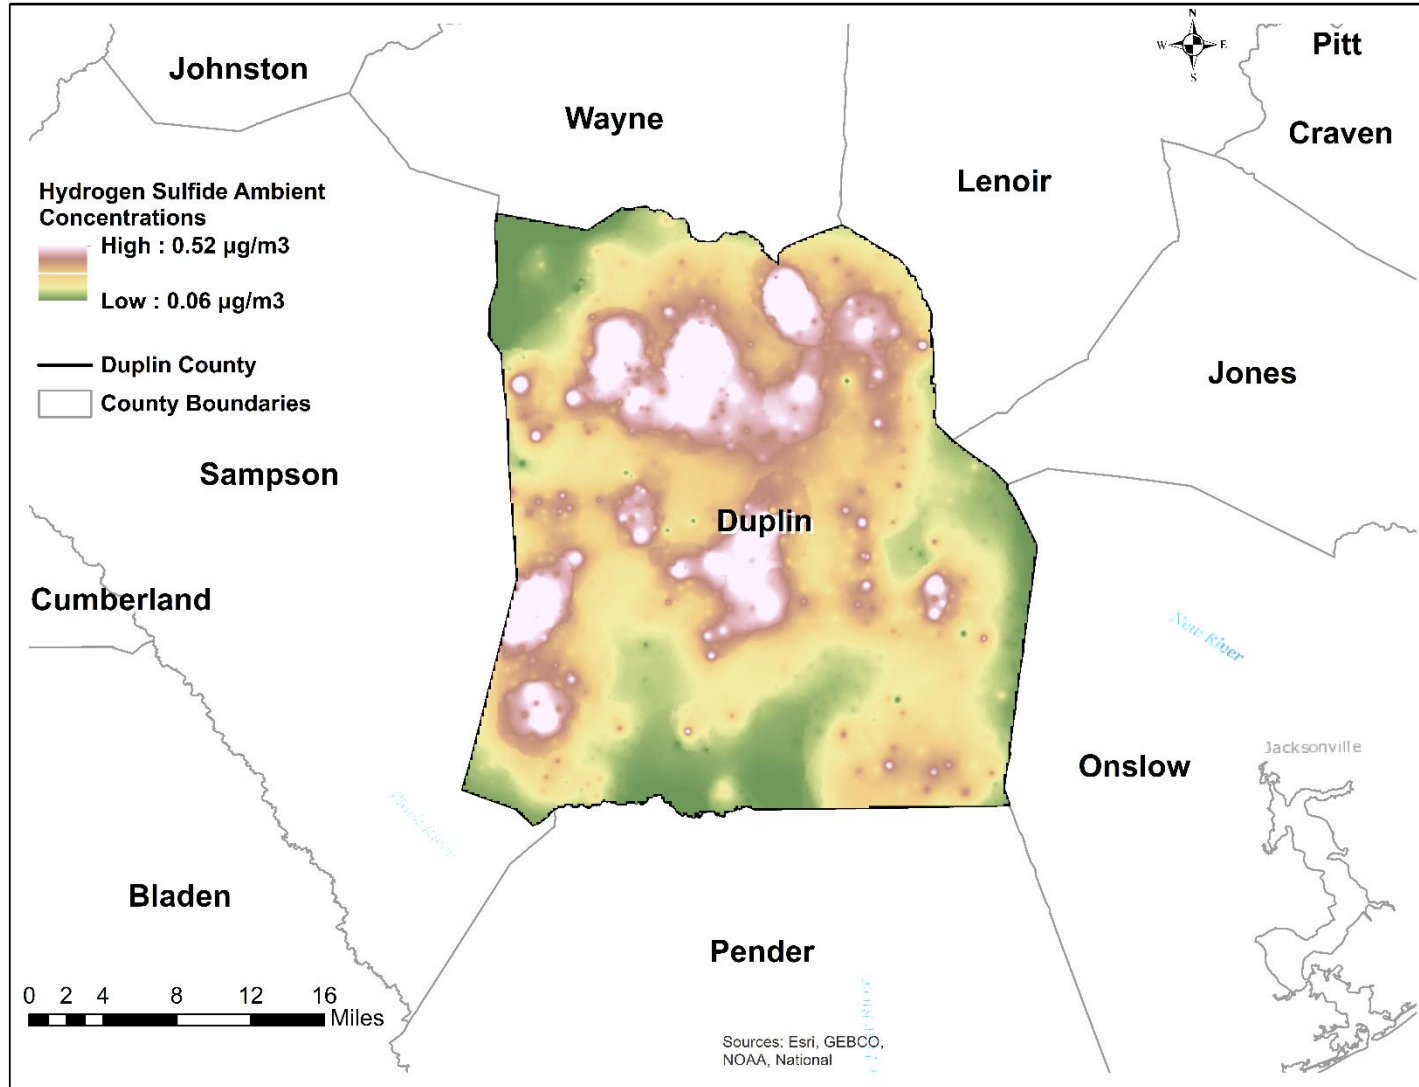 N
W E
S
Johnston
Wayne
Pitt
Craven
Lenoir
Hydrogen Sulfide Ambient
Concentrations
High : 0.52 µg/m3
Low : 0.06 µg/m3
Duplin County
County Boundaries
Jones
Sampson
Duplin
Cumberland
New River
Jacksonville
Onslow
Bladen
Pender
0 2 4 8 12 16
Miles
Sources: Esri, GEBCO,
NOAA, National